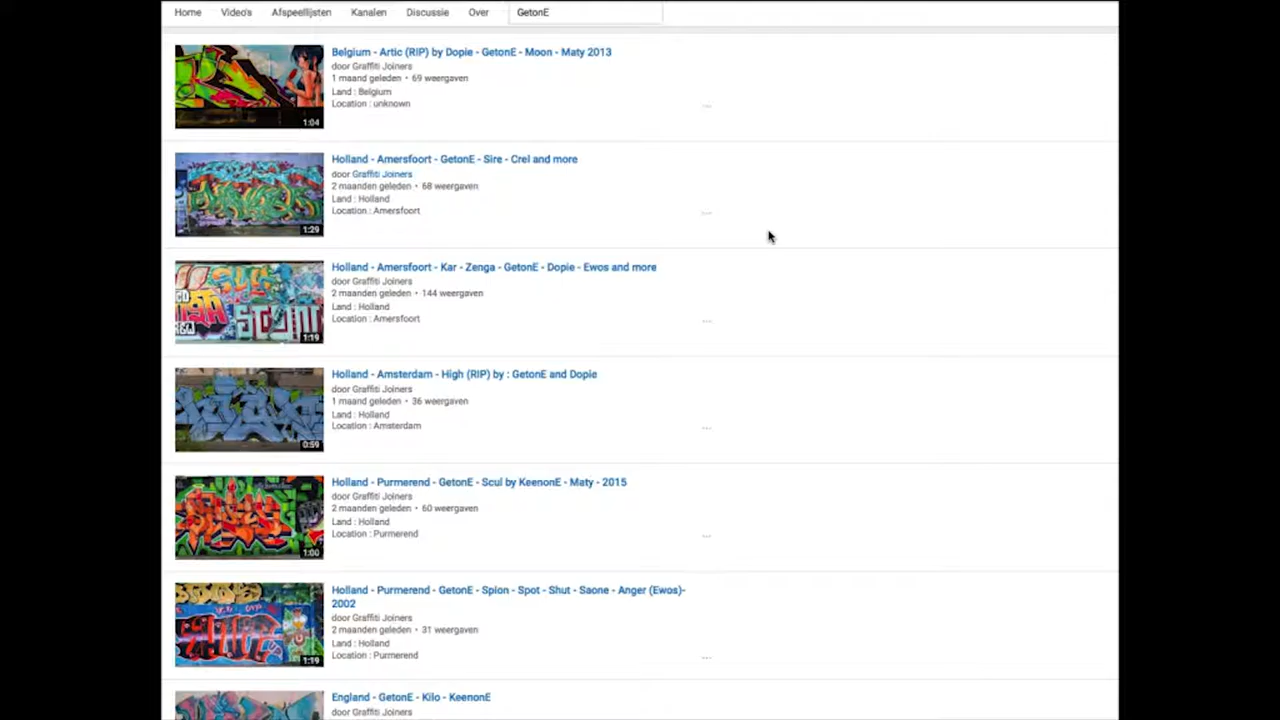 Home Video's Afspeellijsten Kanalen Discussie Over GetonE
Belgium - Artic (RIP) by Dopie - GetonE - Moon - Maty 2013
door Graffiti Joiners
1 maand geleden • 69 weergaven
Land : Belgium
Location : unknown
1:04
Holland - Amersfoort - GetonE - Sire - Crel and more
door Graffiti Joiners
2 maanden geleden • 68 weergaven
Land : Holland
Location : Amersfoort
1:29
Holland - Amersfoort - Kar - Zenga - GetonE - Dopie - Ewos and more
door Graffiti Joiners
2 maanden geleden • 144 weergaven
Land : Holland
Location : Amersfoort
1:19
Holland - Amsterdam - High (RIP) by : GetonE and Dopie
door Graffiti Joiners
1 maand geleden • 36 weergaven
Land : Holland
Location : Amsterdam
0:59
Holland - Purmerend - GetonE - Scul by KeenonE - Maty - 2015
door Graffiti Joiners
2 maanden geleden • 60 weergaven
Land : Holland
Location : Purmerend
1:00
Holland - Purmerend - GetonE - Spion - Spot - Shut - Saone - Anger (Ewos)-
2002
door Graffiti Joiners
2 maanden geleden • 31 weergaven
Land : Holland
Location : Purmerend
1:19
England - GetonE - Kilo - KeenonE
door Graffiti Joiners